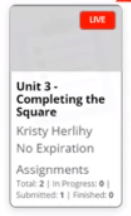 LIVE
Unit 3 -
Completing the
Square
Kristy Herlihy
No Expiration
Assignments
Total: 2 | In Progress: 0 |
Submitted: 1 | Finished: 0